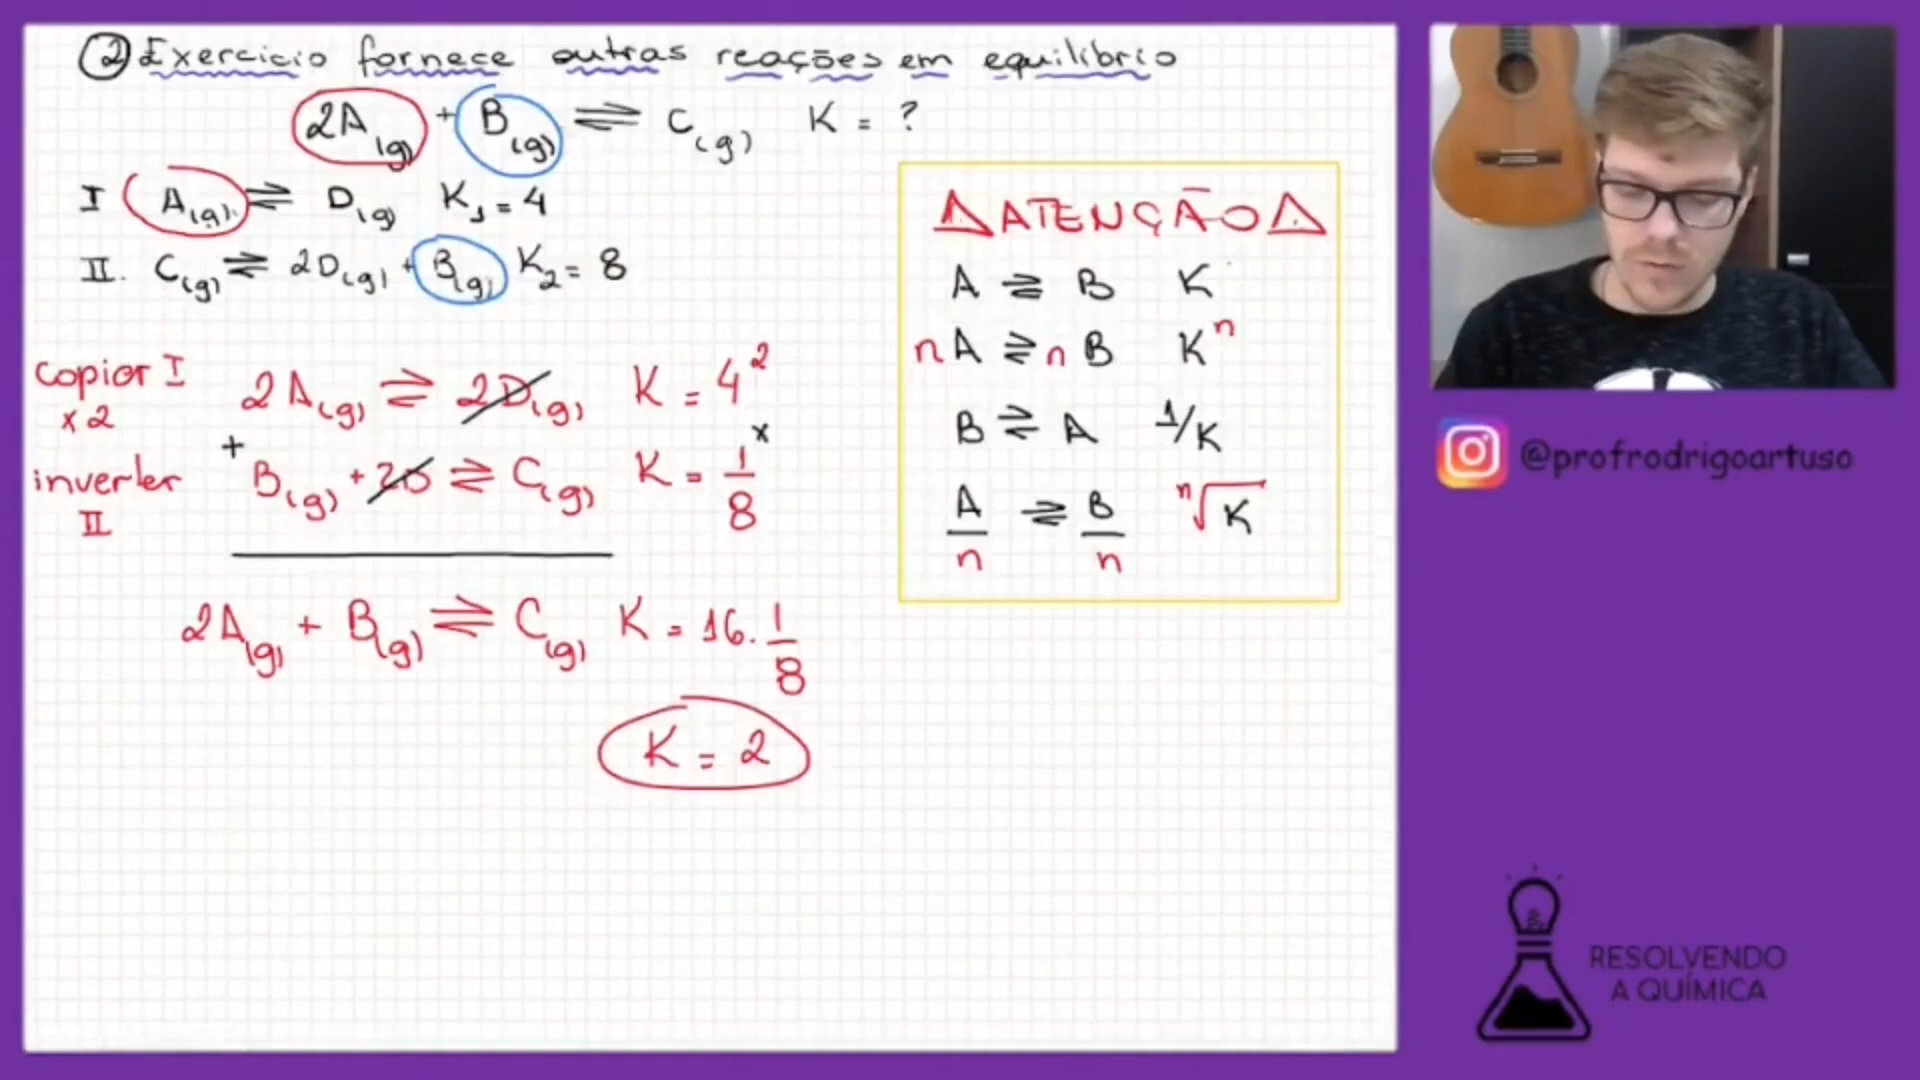 ② Exercício fornece outras reações em equilíbrio
2A(g) + B(g) ⇌ C(g) K = ?
I A(g) ⇌ D(g) K₁ = 4
II. C(g) ⇌ 2D(g) + B(g) K₂ = 8
copiar I
x 2
2A(g) ⇌ 2D(g) K = 4²
+
x
inverter
II
B(g) + 2D ⇌ C(g) K = 1/8
2A(g) + B(g) ⇌ C(g) K = 16 . 1/8
K = 2
△ ATENÇÃO △
A ⇌ B K
nA ⇌ nB Kⁿ
B ⇌ A 1/K
A/n ⇌ B/n ⁿ√K
@profrodrigoartuso
RESOLVENDO
A QUÍMICA